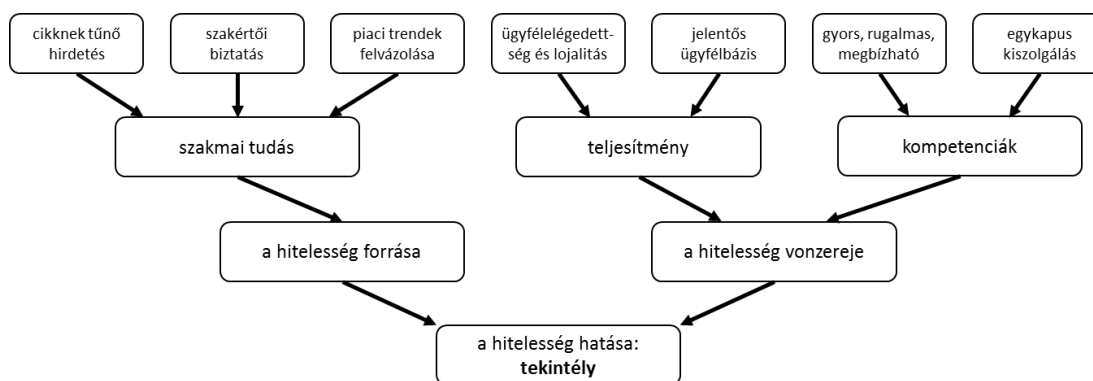 cikknek tűnő
hirdetés
szakértői
biztatás
piaci trendek
felvázolása
ügyfélelégedett-
ség és lojalitás
jelentős
ügyfélbázis
gyors, rugalmas,
megbízható
egykapus
kiszolgálás
szakmai tudás
teljesítmény
kompetenciák
a hitelesség forrása
a hitelesség vonzereje
a hitelesség hatása:
tekintély